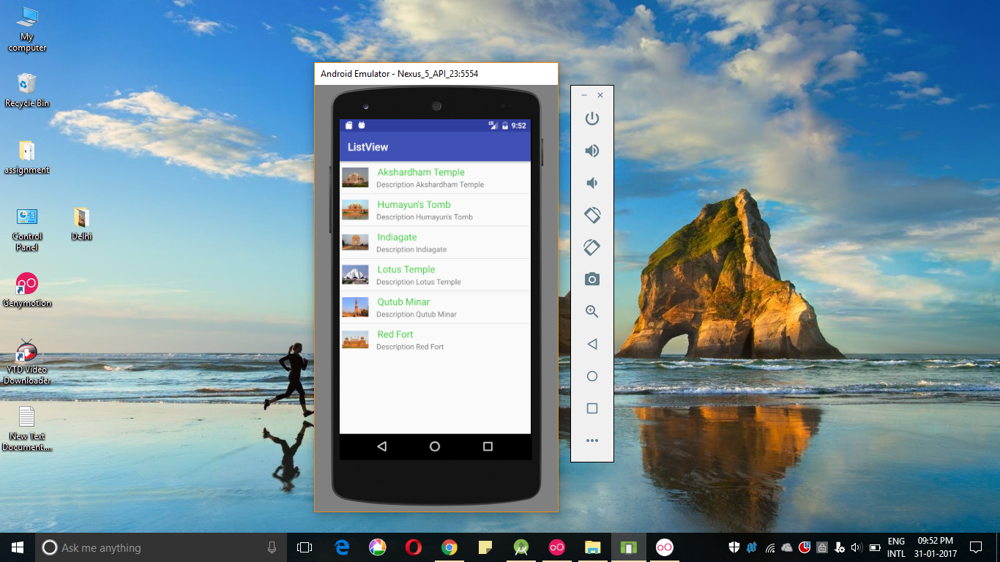 My
computer
Recycle Bin
assignment
Control
Panel
Delhi
Genymotion
YTD Video
Downloader
New Text
Document....
Android Emulator - Nexus_5_API_23:5554
LTE 9:52
ListView
Akshardham Temple
Description Akshardham Temple
Humayun's Tomb
Description Humayun's Tomb
Indiagate
Description Indiagate
Lotus Temple
Description Lotus Temple
Qutub Minar
Description Qutub Minar
Red Fort
Description Red Fort
Ask me anything
ENG
INTL
09:52 PM
31-01-2017